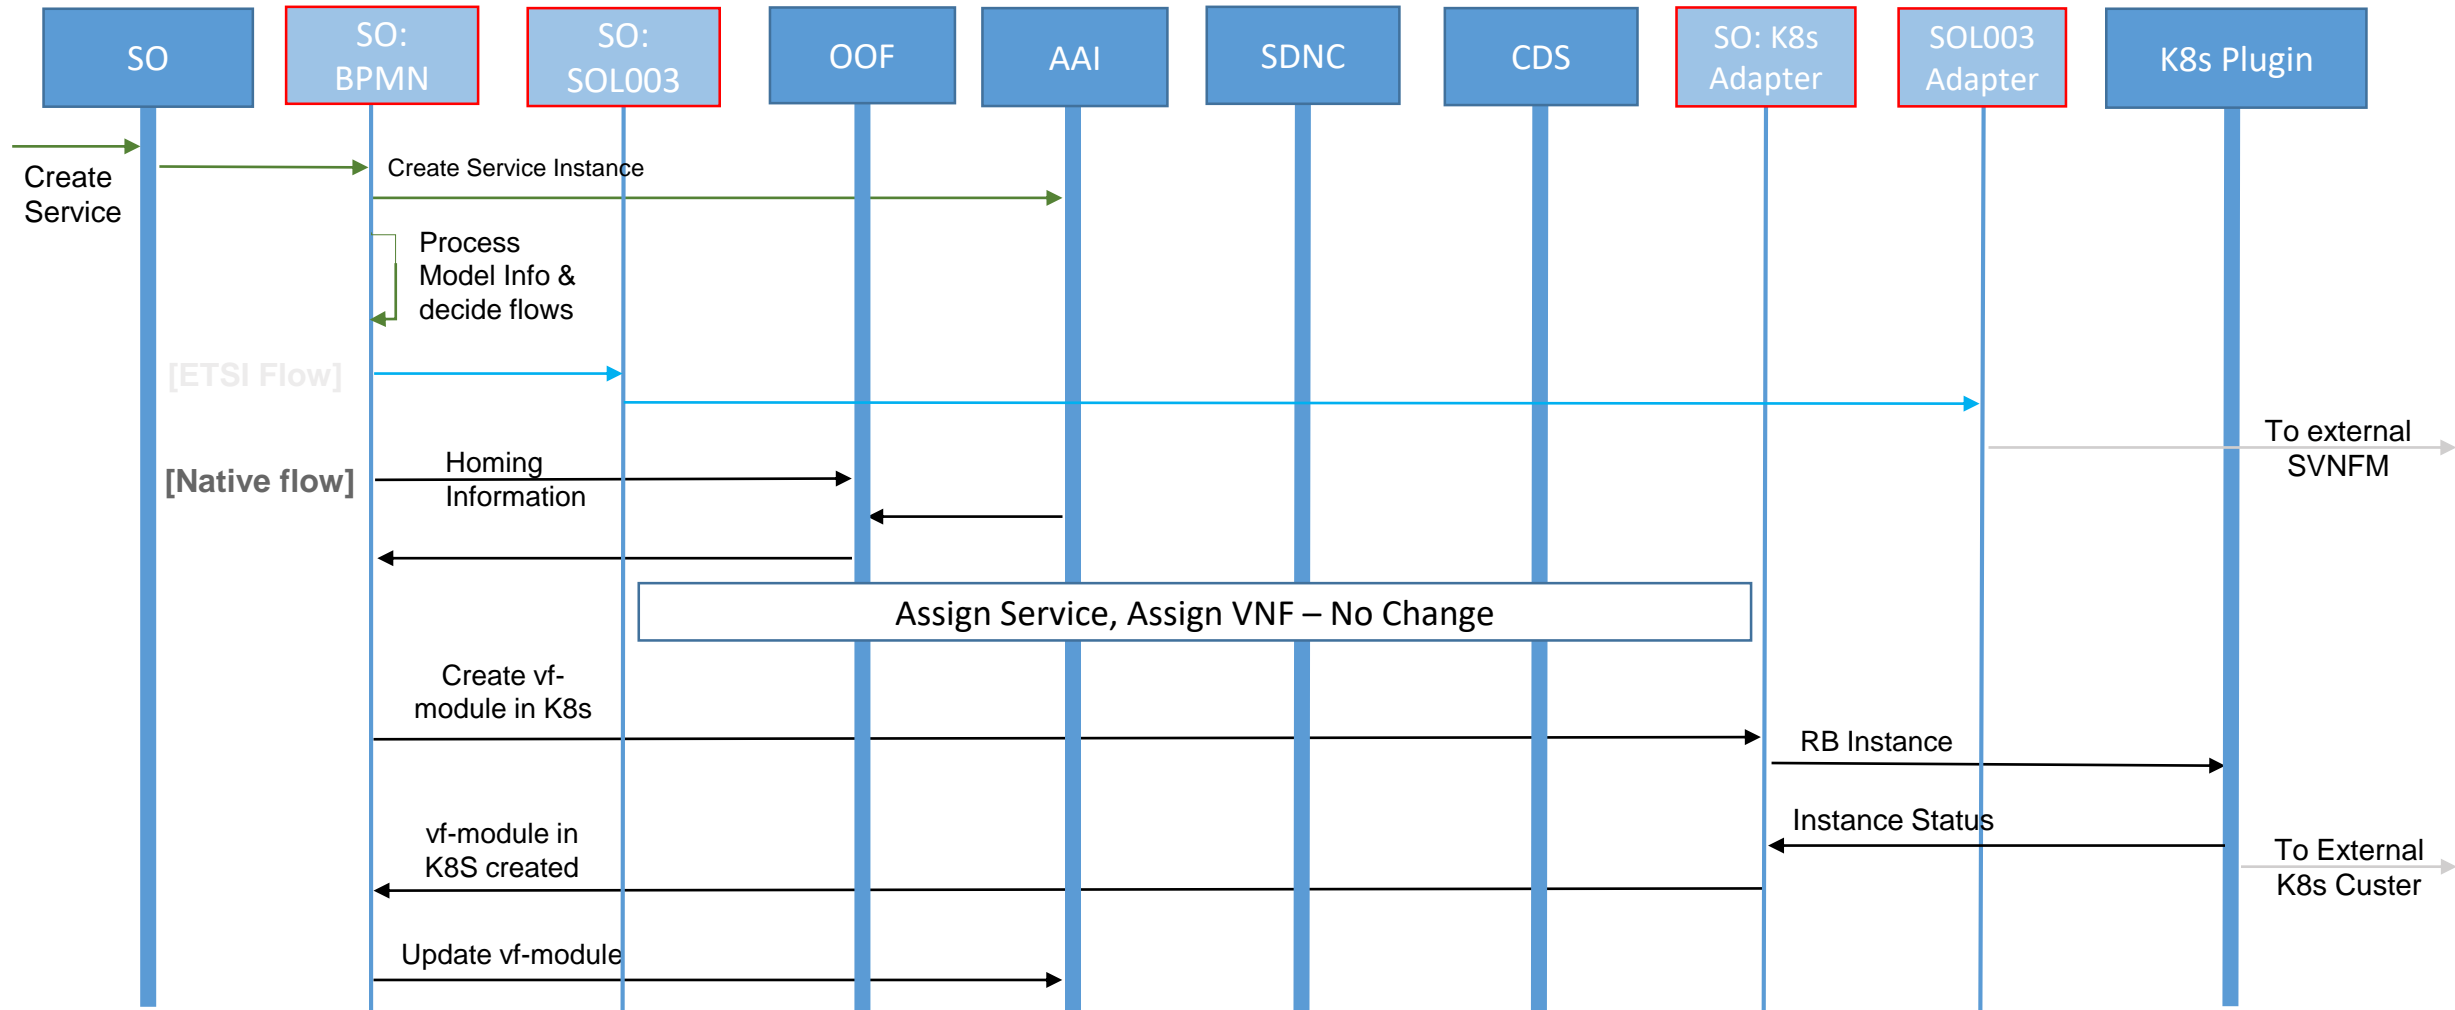 SO
SO:
BPMN
SO:
SOL003
OOF
AAI
SDNC
CDS
SO: K8s
Adapter
SOL003
Adapter
K8s Plugin
Create
Service
Create Service Instance
Process
Model Info &
decide flows
[ETSI Flow]
To external
SVNFM
[Native flow]
Homing
Information
Assign Service, Assign VNF – No Change
Create vf-
module in K8s
RB Instance
Instance Status
vf-module in
K8S created
To External
K8s Custer
Update vf-module